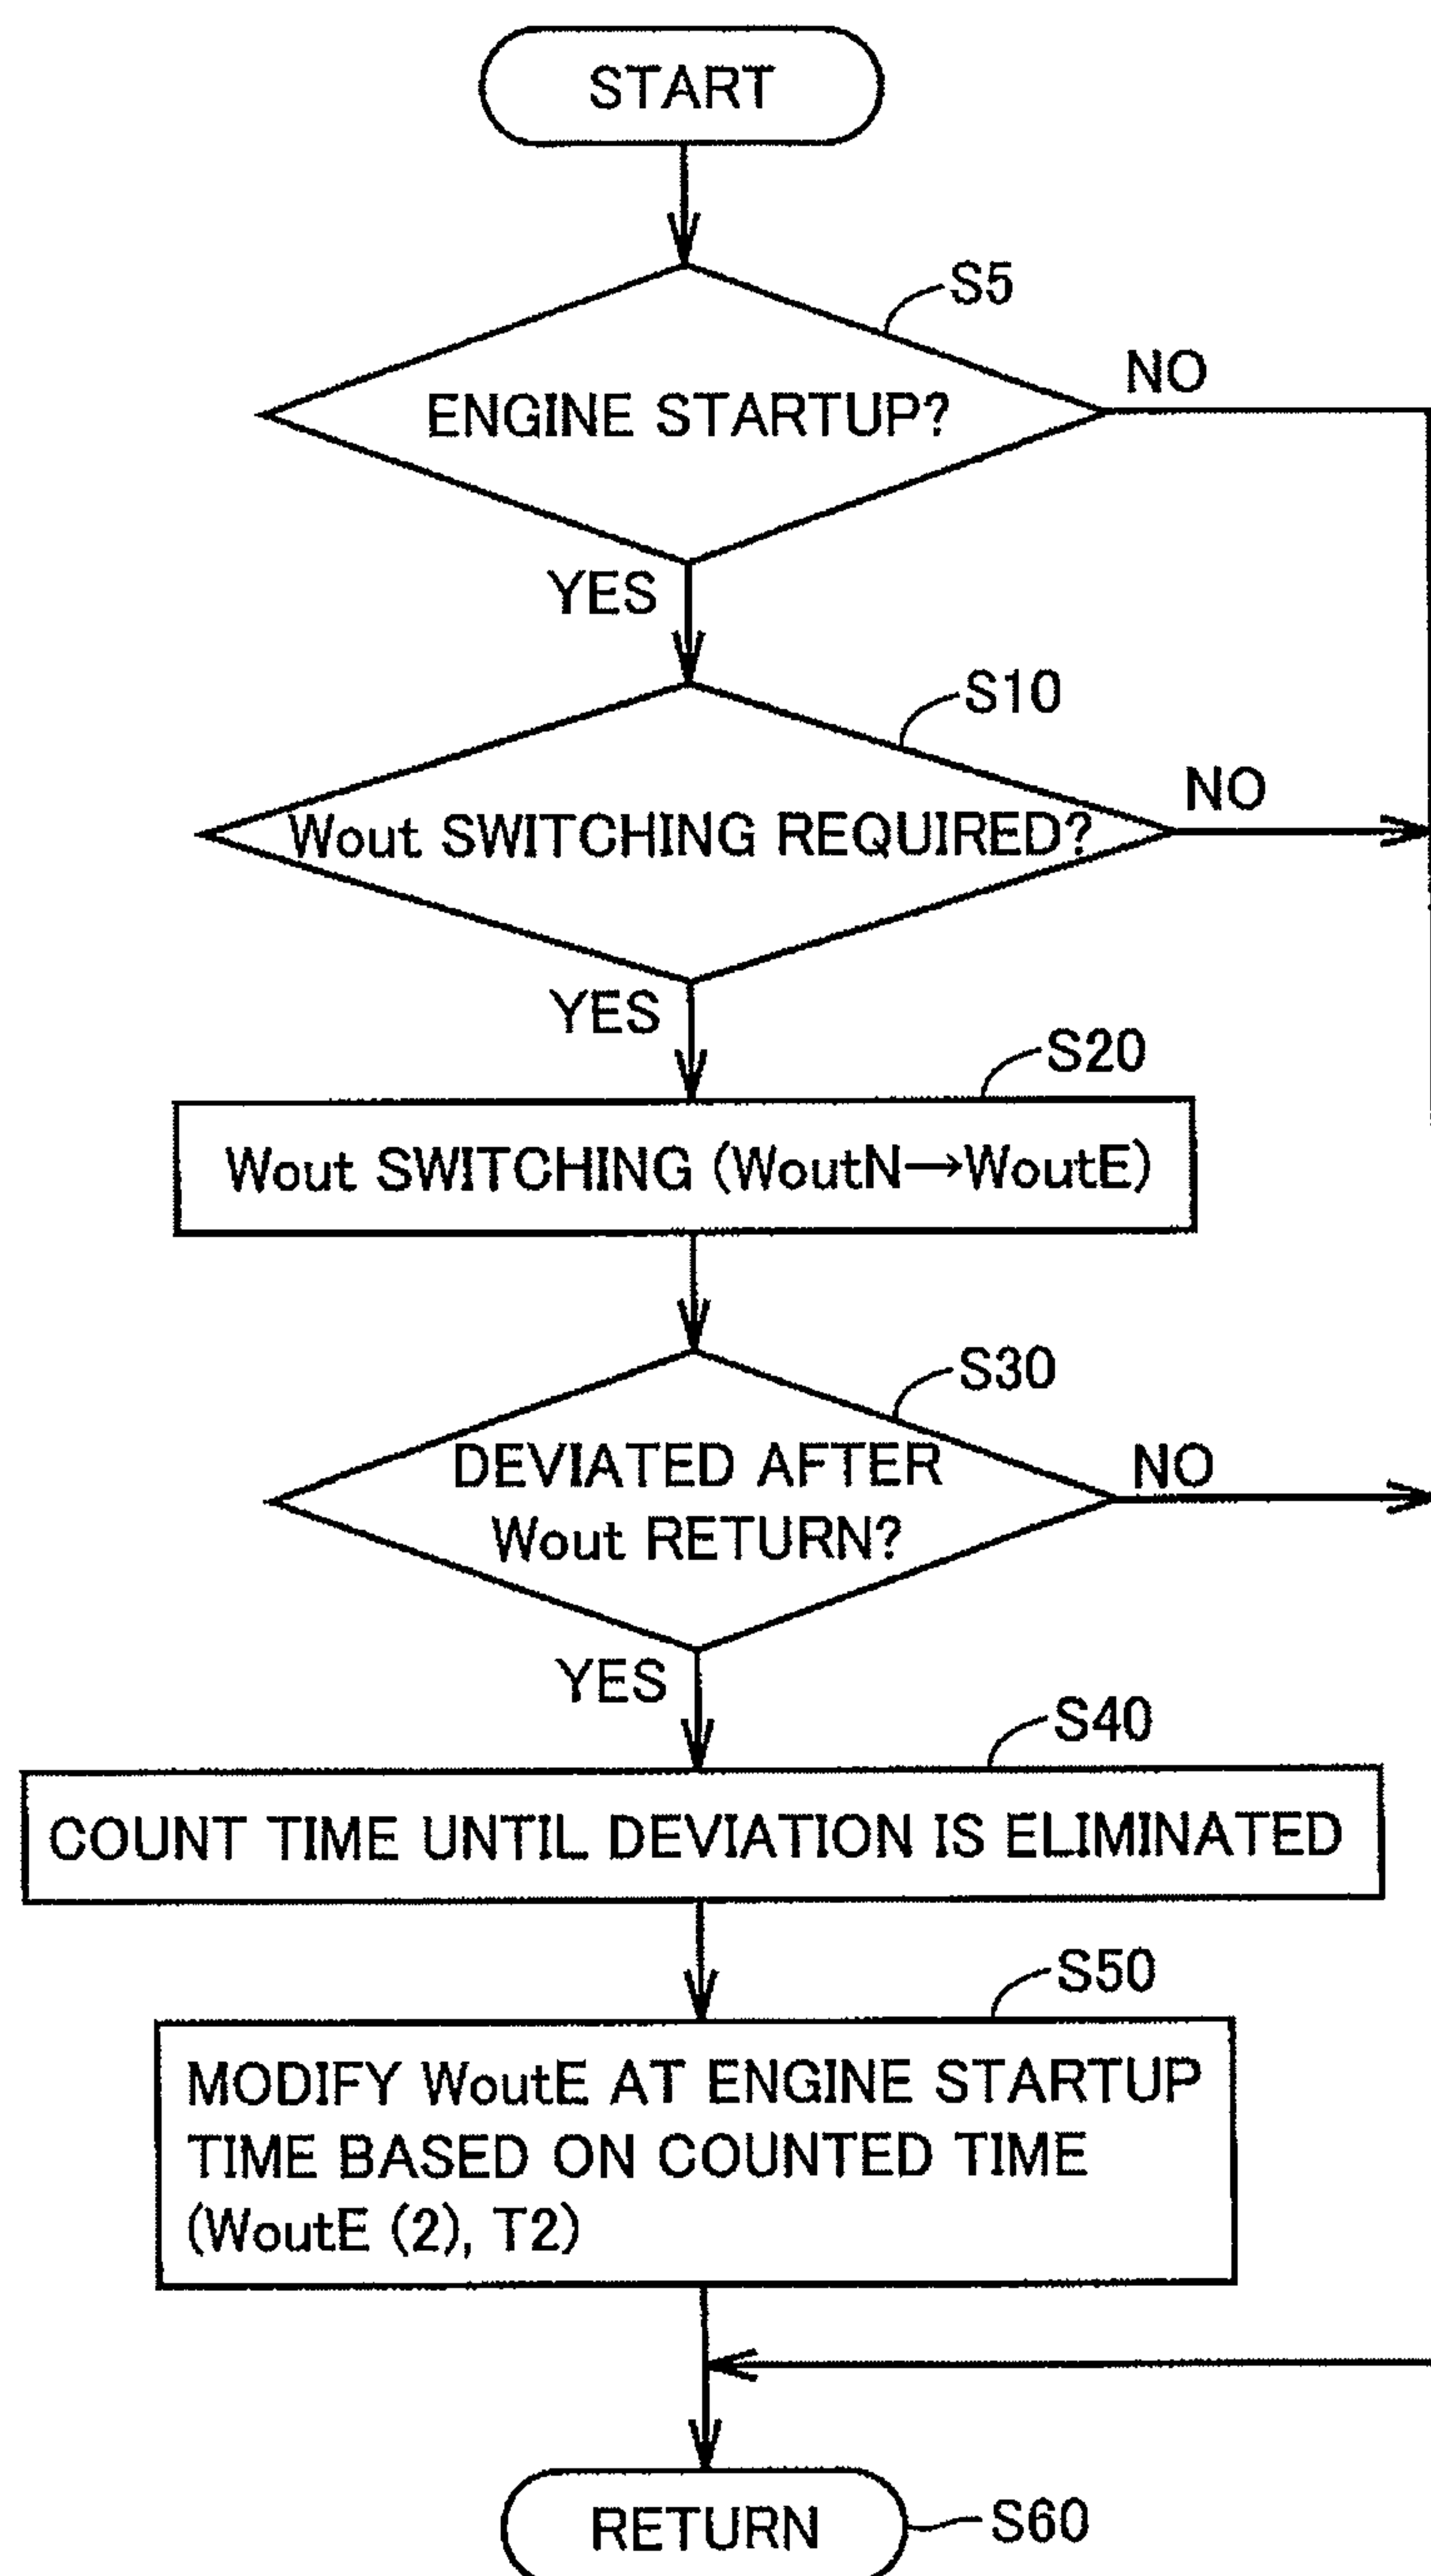 START
S5
ENGINE STARTUP?
NO
YES
S10
Wout SWITCHING REQUIRED?
NO
YES
S20
Wout SWITCHING (WoutN→WoutE)
S30
DEVIATED AFTER
Wout RETURN?
NO
YES
S40
COUNT TIME UNTIL DEVIATION IS ELIMINATED
S50
MODIFY WoutE AT ENGINE STARTUP
TIME BASED ON COUNTED TIME
(WoutE (2), T2)
RETURN
S60